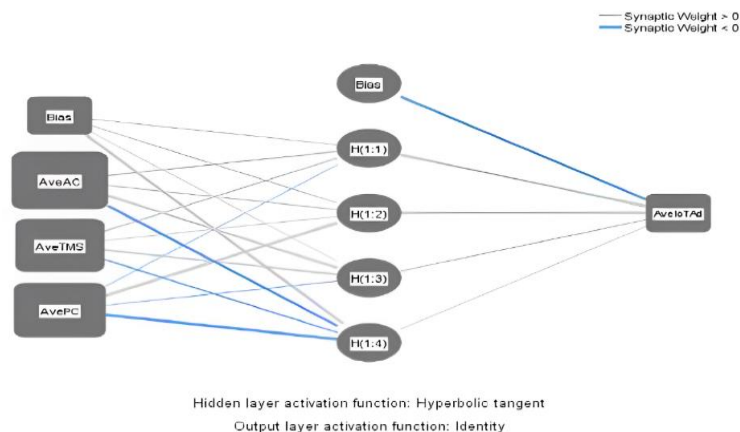 Synaptic Weight > 0
Synaptic Weight < 0
Bias
Bias
AveAC
H(1:1)
H(1:2)
AveIoTAd
AveTMS
H(1:3)
AvePC
H(1:4)
Hidden layer activation function: Hyperbolic tangent
Output layer activation function: Identity